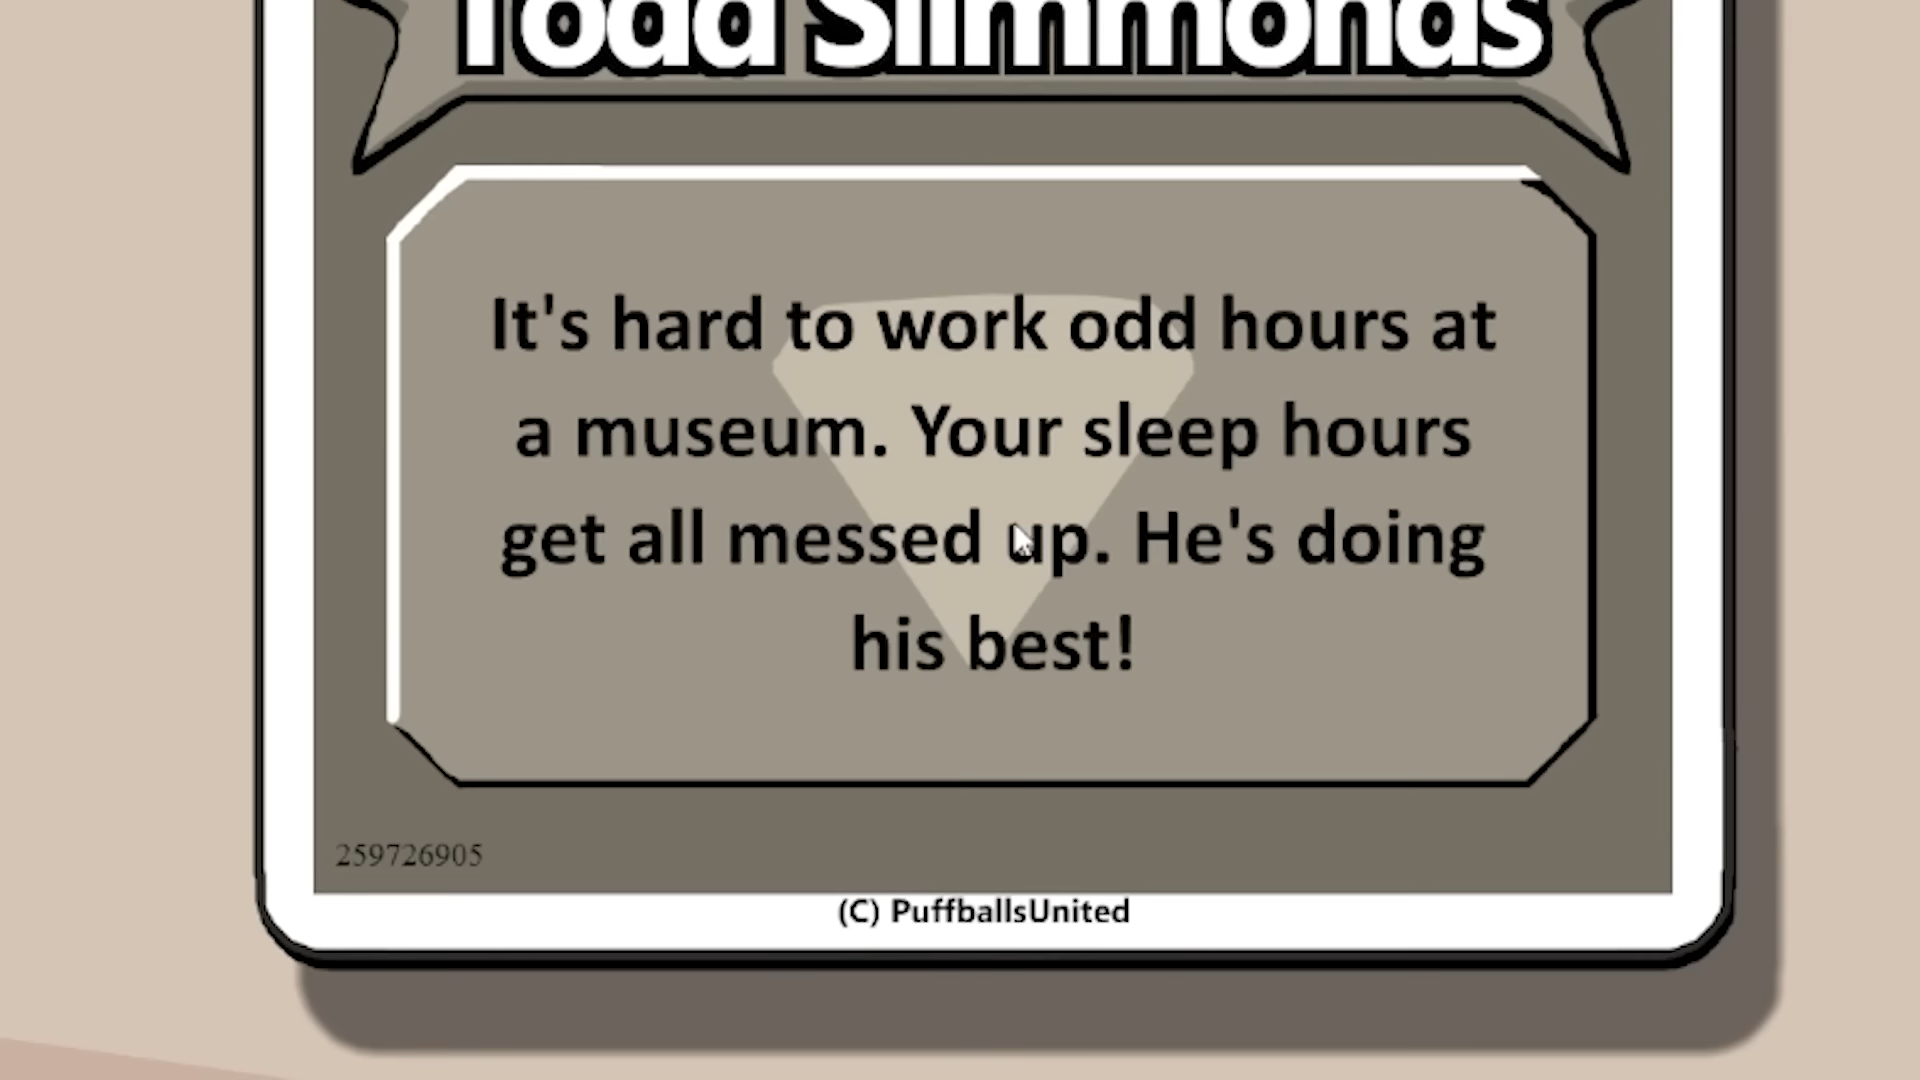 Todd Slimmonds
It's hard to work odd hours at
a museum. Your sleep hours
get all messed up. He's doing
his best!
259726905
(C) PuffballsUnited